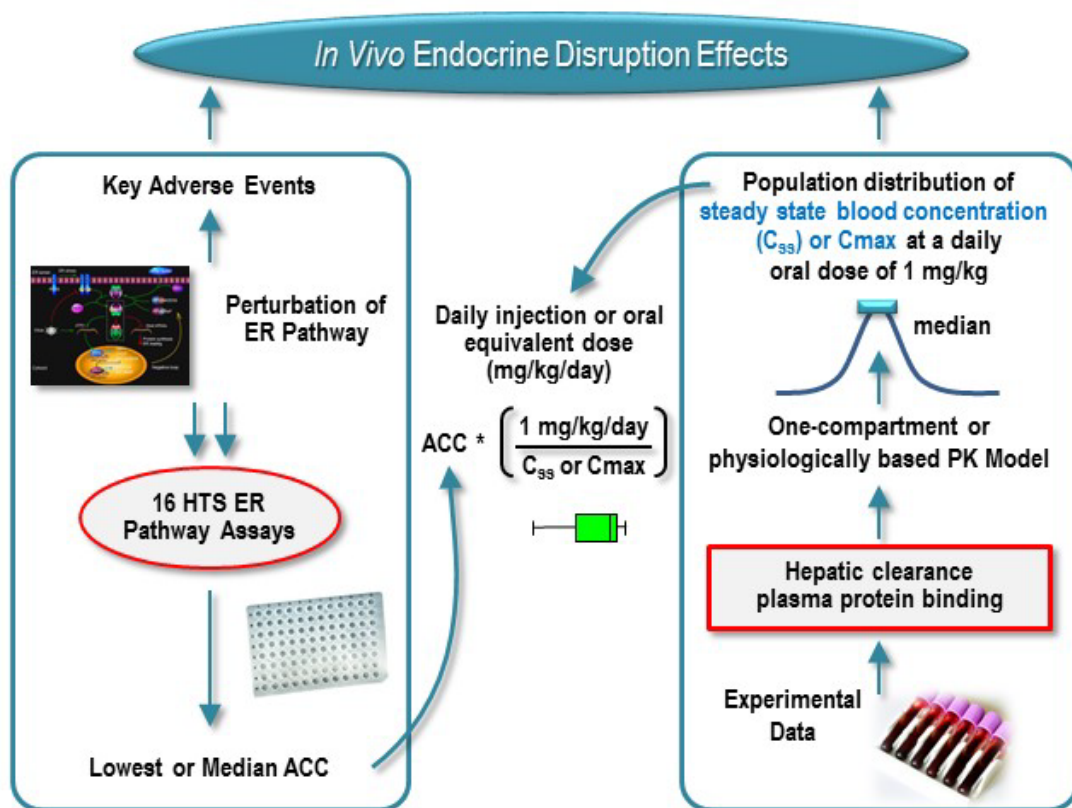 In Vivo Endocrine Disruption Effects
Key Adverse Events
Perturbation of
ER Pathway
16 HTS ER
Pathway Assays
Lowest or Median ACC
Daily injection or oral
equivalent dose
(mg/kg/day)
ACC * ( 1 mg/kg/day
Css or Cmax )
Population distribution of
steady state blood concentration
(Css) or Cmax at a daily
oral dose of 1 mg/kg
median
One-compartment or
physiologically based PK Model
Hepatic clearance
plasma protein binding
Experimental
Data